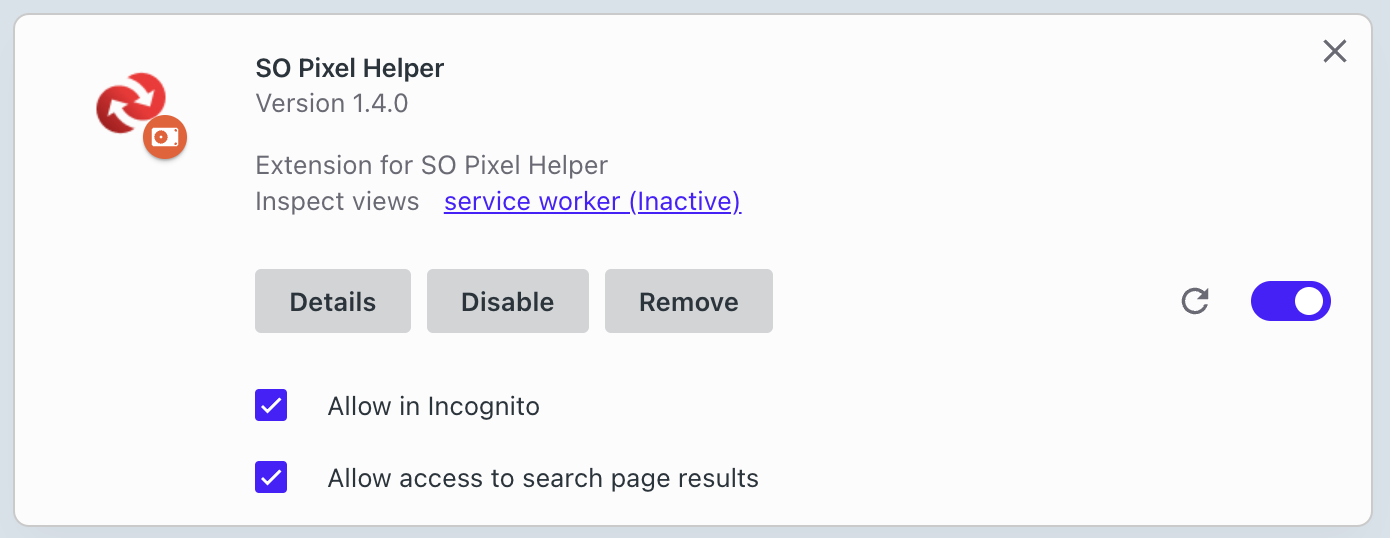 SO Pixel Helper
Version 1.4.0
Extension for SO Pixel Helper
Inspect views service worker (Inactive)
Details Disable Remove
Allow in Incognito
Allow access to search page results